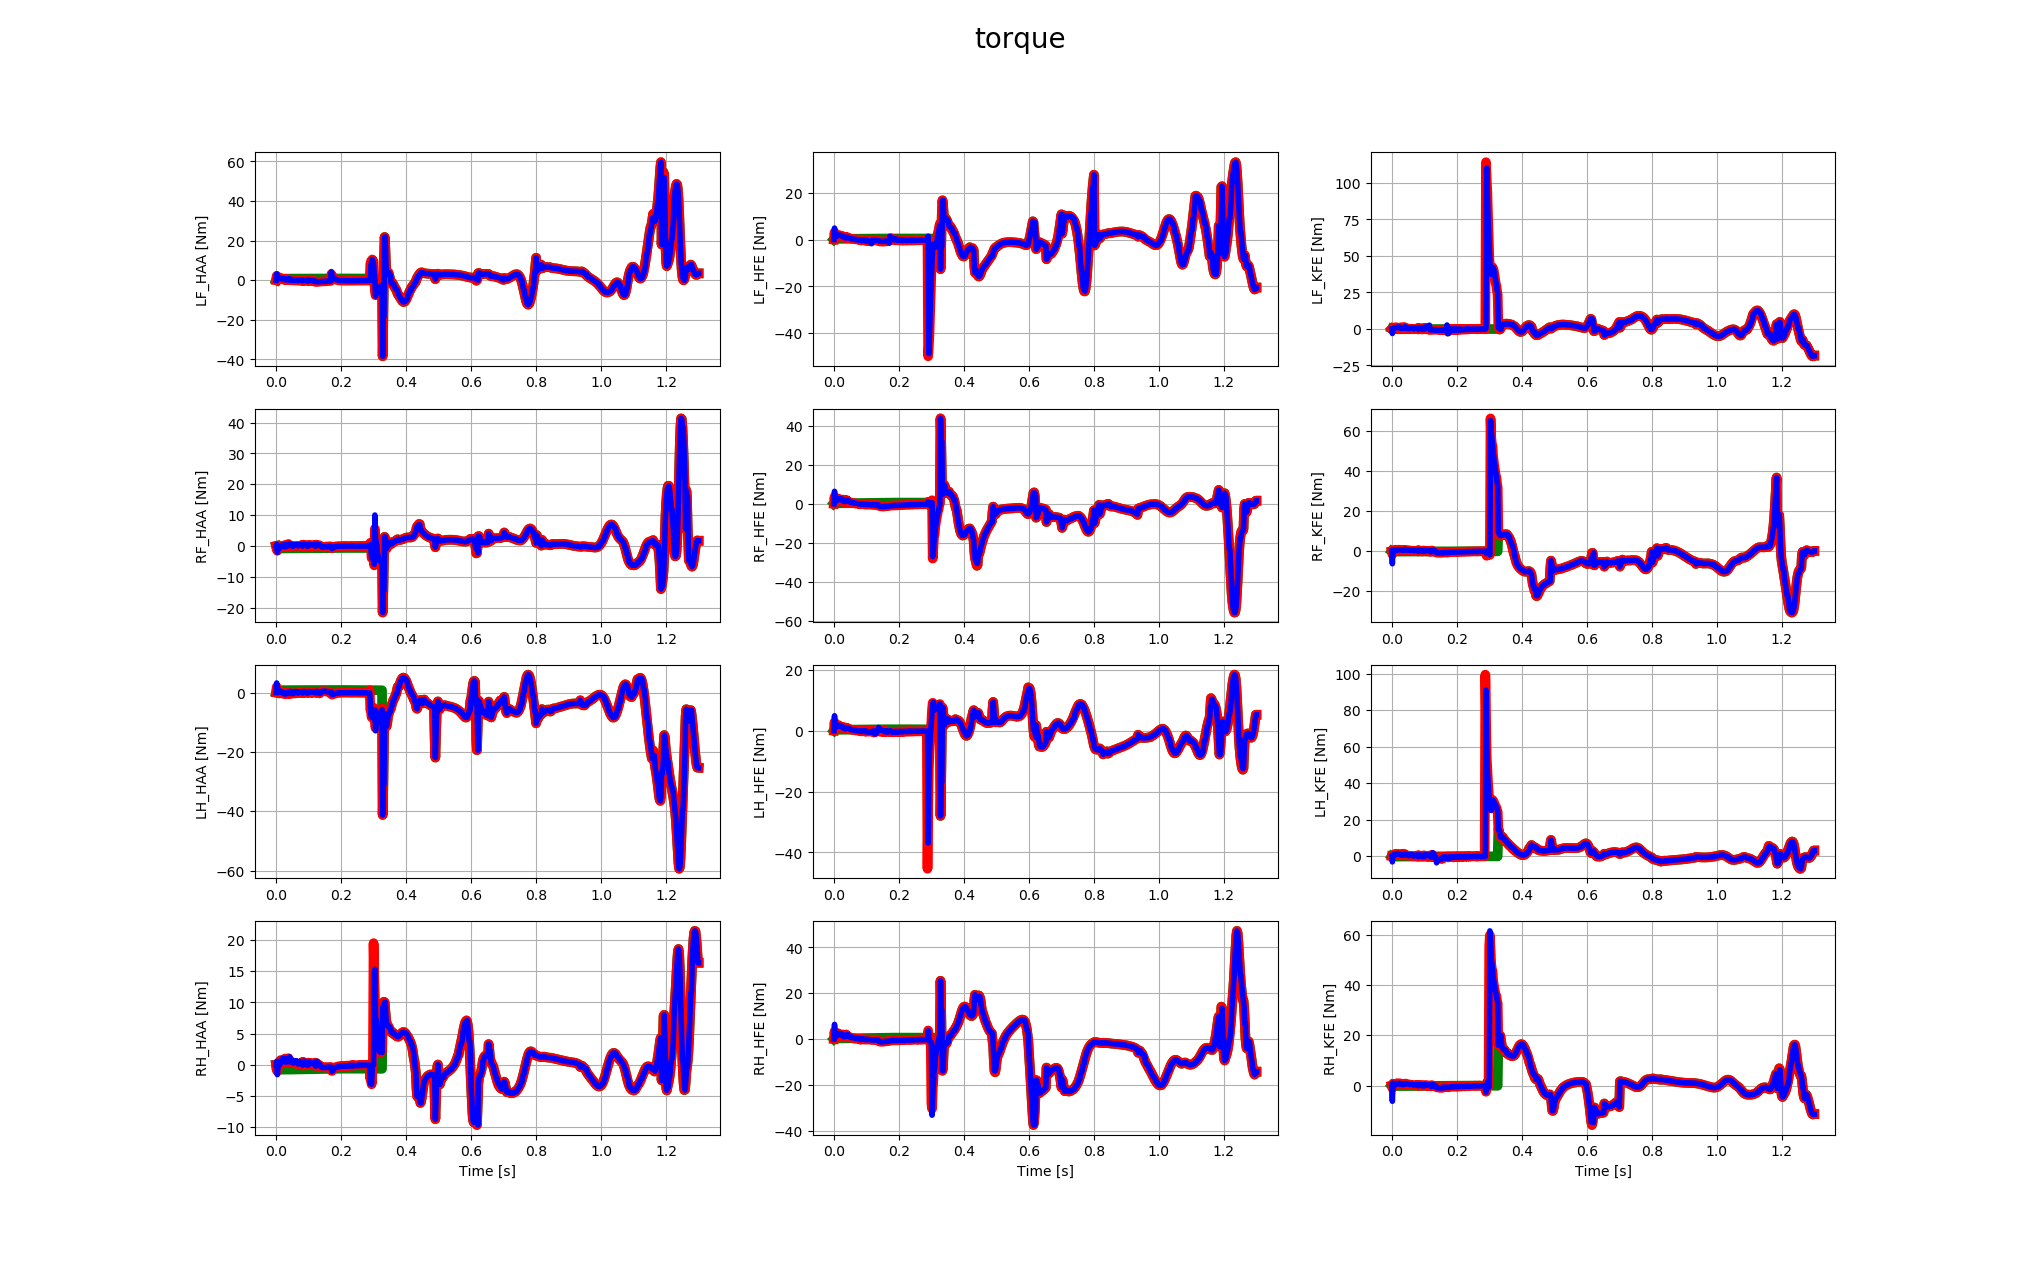 torque
LF_HAA [Nm]
60
40
20
0
−20
−40
0.0 0.2 0.4 0.6 0.8 1.0 1.2
LF_HFE [Nm]
20
0
−20
−40
0.0 0.2 0.4 0.6 0.8 1.0 1.2
LF_KFE [Nm]
100
75
50
25
0
−25
0.0 0.2 0.4 0.6 0.8 1.0 1.2
RF_HAA [Nm]
40
30
20
10
0
−10
−20
0.0 0.2 0.4 0.6 0.8 1.0 1.2
RF_HFE [Nm]
40
20
0
−20
−40
−60
0.0 0.2 0.4 0.6 0.8 1.0 1.2
RF_KFE [Nm]
60
40
20
0
−20
0.0 0.2 0.4 0.6 0.8 1.0 1.2
LH_HAA [Nm]
0
−20
−40
−60
0.0 0.2 0.4 0.6 0.8 1.0 1.2
LH_HFE [Nm]
20
0
−20
−40
0.0 0.2 0.4 0.6 0.8 1.0 1.2
LH_KFE [Nm]
100
80
60
40
20
0
0.0 0.2 0.4 0.6 0.8 1.0 1.2
RH_HAA [Nm]
20
15
10
5
0
−5
−10
0.0 0.2 0.4 0.6 0.8 1.0 1.2
Time [s]
RH_HFE [Nm]
40
20
0
−20
−40
0.0 0.2 0.4 0.6 0.8 1.0 1.2
Time [s]
RH_KFE [Nm]
60
40
20
0
0.0 0.2 0.4 0.6 0.8 1.0 1.2
Time [s]